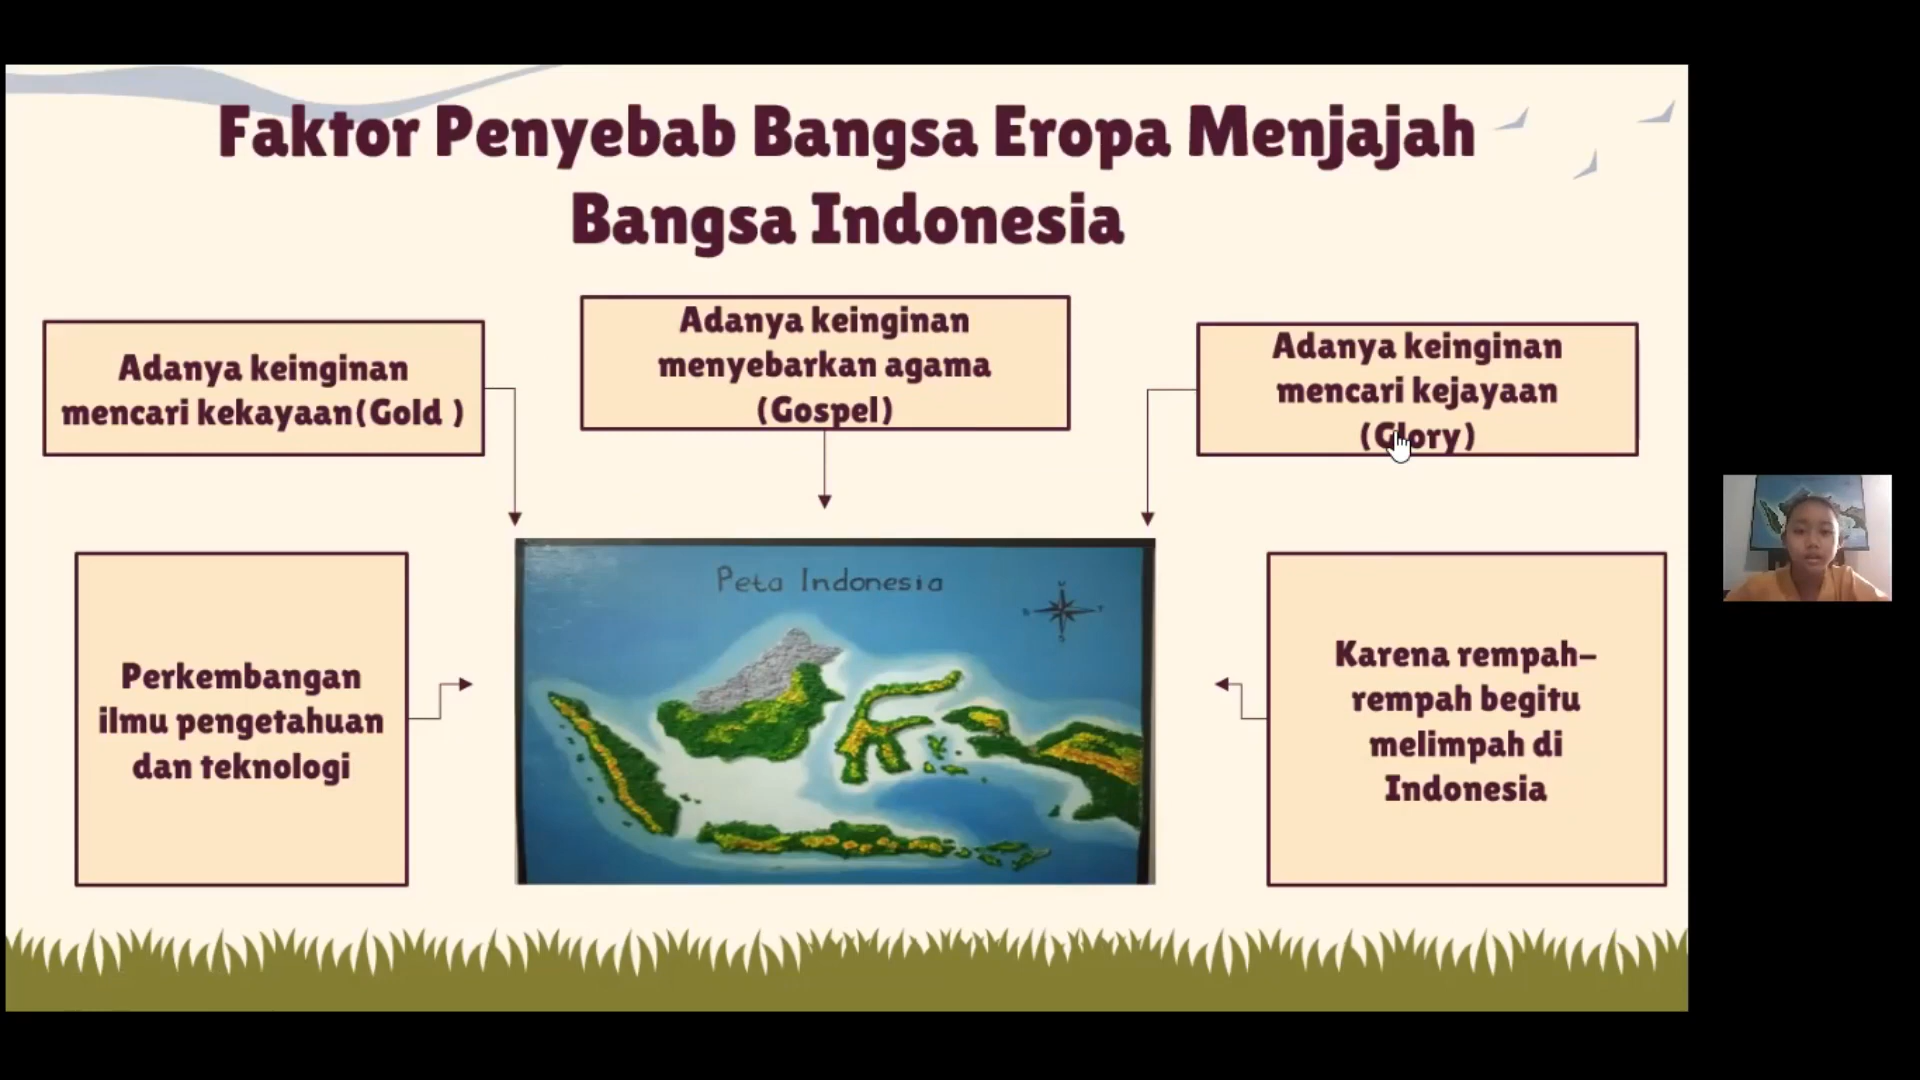 Faktor Penyebab Bangsa Eropa Menjajah
Bangsa Indonesia
Adanya keinginan
mencari kekayaan(Gold )
Adanya keinginan
menyebarkan agama
(Gospel)
Adanya keinginan
mencari kejayaan
(Glory)
Perkembangan
ilmu pengetahuan
dan teknologi
Peta Indonesia
Karena rempah-
rempah begitu
melimpah di
Indonesia